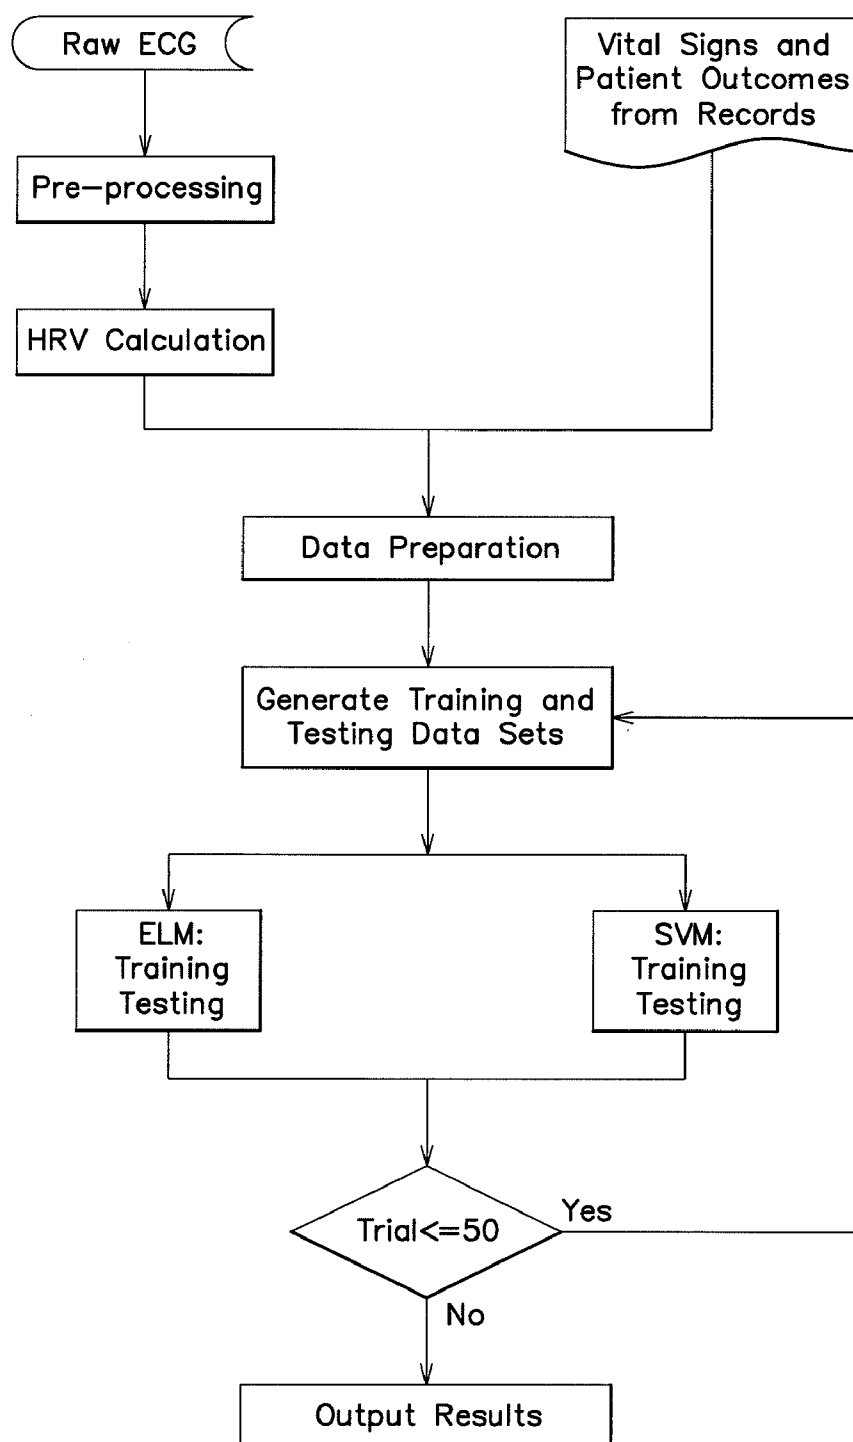 Raw ECG
Vital Signs and
Patient Outcomes
from Records
Pre-processing
HRV Calculation
Data Preparation
Generate Training and
Testing Data Sets
ELM:
Training
Testing
SVM:
Training
Testing
Trial<=50
Yes
No
Output Results